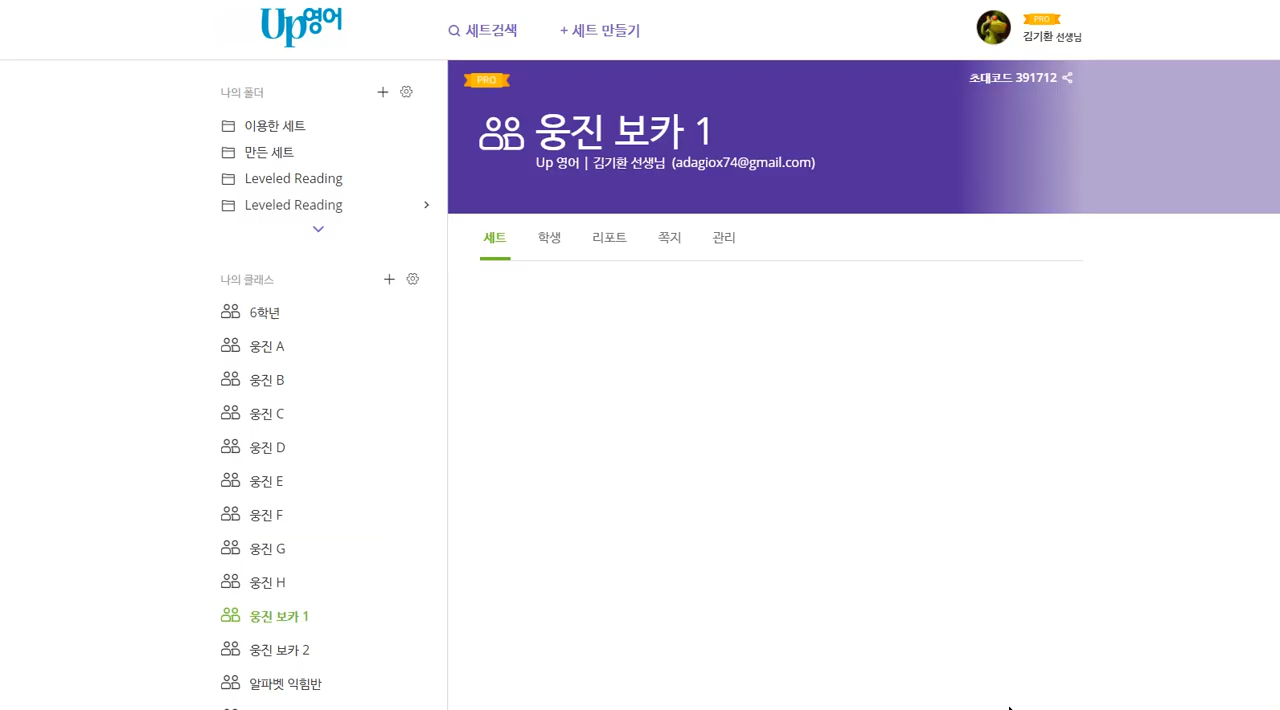 Up영어
세트검색
+ 세트 만들기
PRO
김기환 선생님
나의 폴더
이용한 세트
만든 세트
Leveled Reading
Leveled Reading
나의 클래스
6학년
웅진 A
웅진 B
웅진 C
웅진 D
웅진 E
웅진 F
웅진 G
웅진 H
웅진 보카 1
웅진 보카 2
알파벳 익힘반
PRO
초대코드 391712
웅진 보카 1
Up 영어 | 김기환 선생님 (adagiox74@gmail.com)
세트 학생 리포트 쪽지 관리